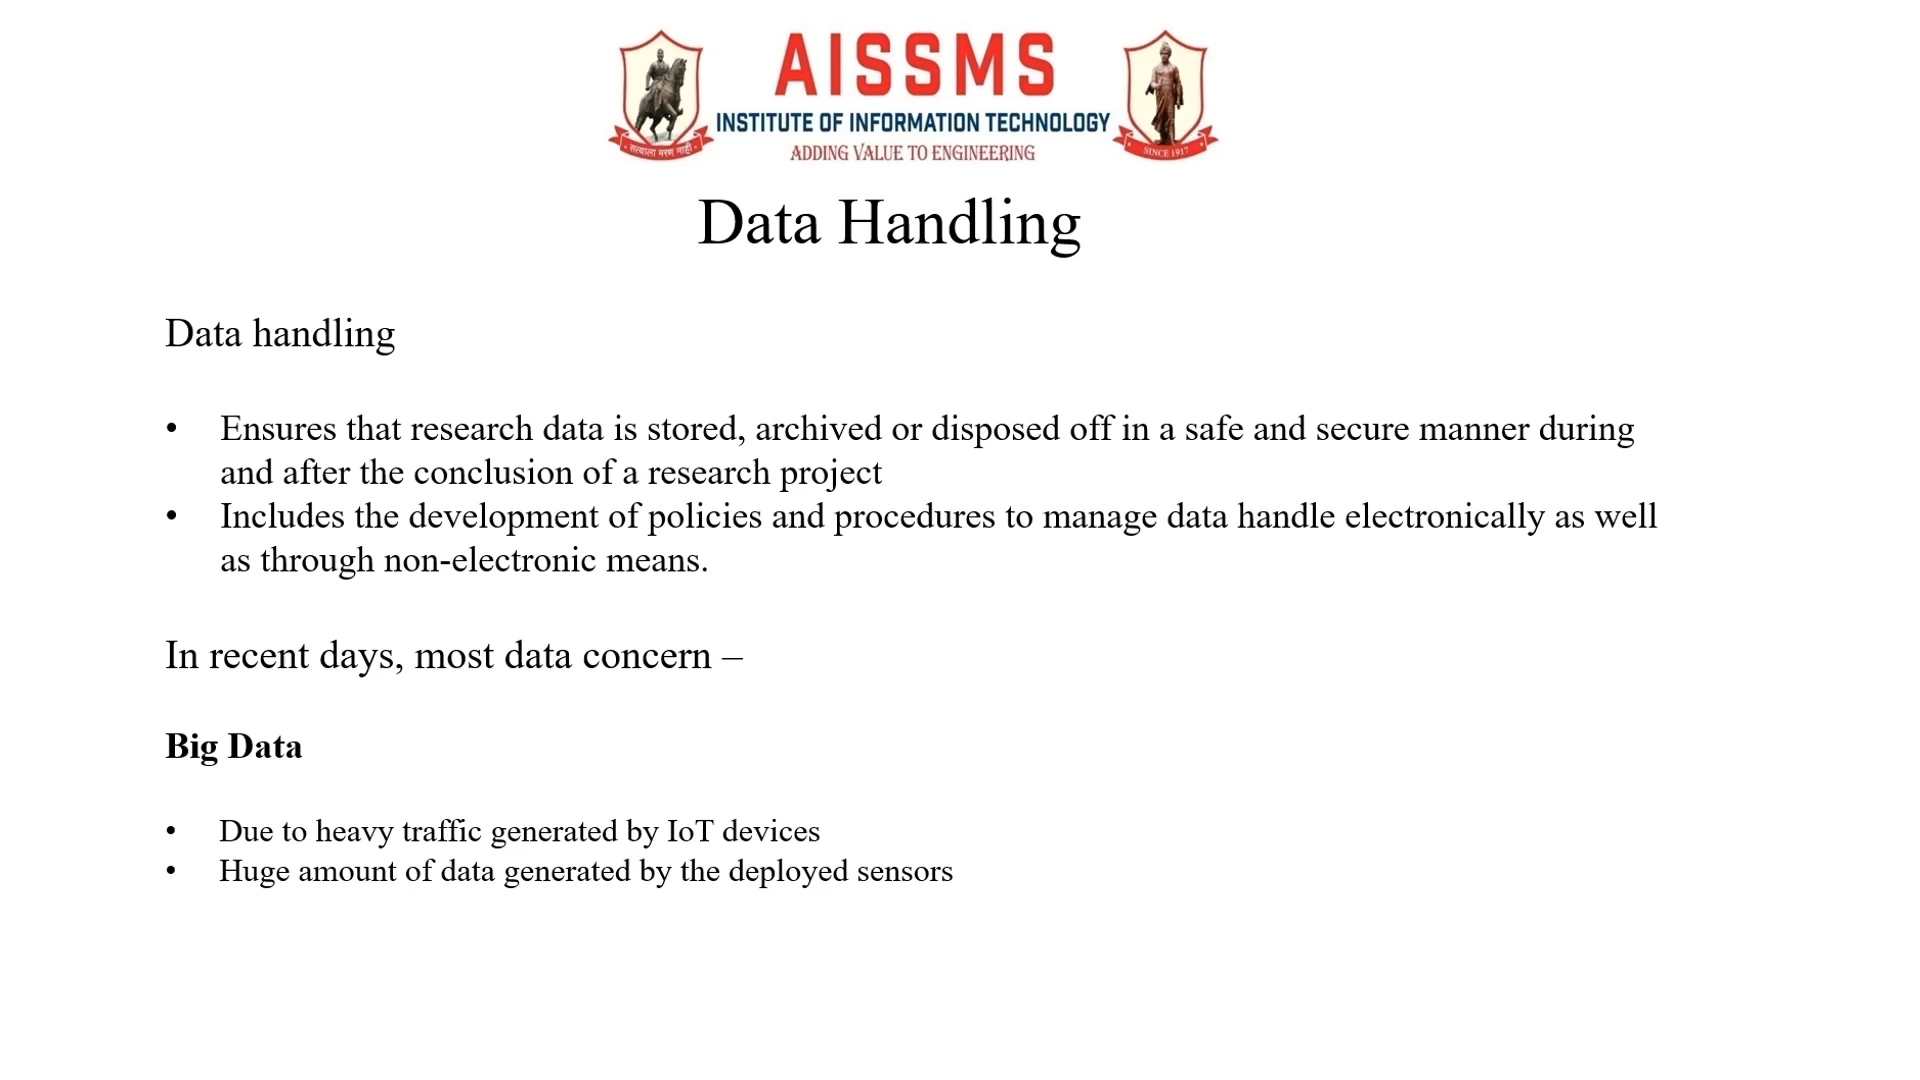 AISSMS
INSTITUTE OF INFORMATION TECHNOLOGY
ADDING VALUE TO ENGINEERING
सत्याला मरण नाही
SINCE 1917
Data Handling
Data handling
• Ensures that research data is stored, archived or disposed off in a safe and secure manner during
and after the conclusion of a research project
• Includes the development of policies and procedures to manage data handle electronically as well
as through non-electronic means.
In recent days, most data concern –
Big Data
• Due to heavy traffic generated by IoT devices
• Huge amount of data generated by the deployed sensors